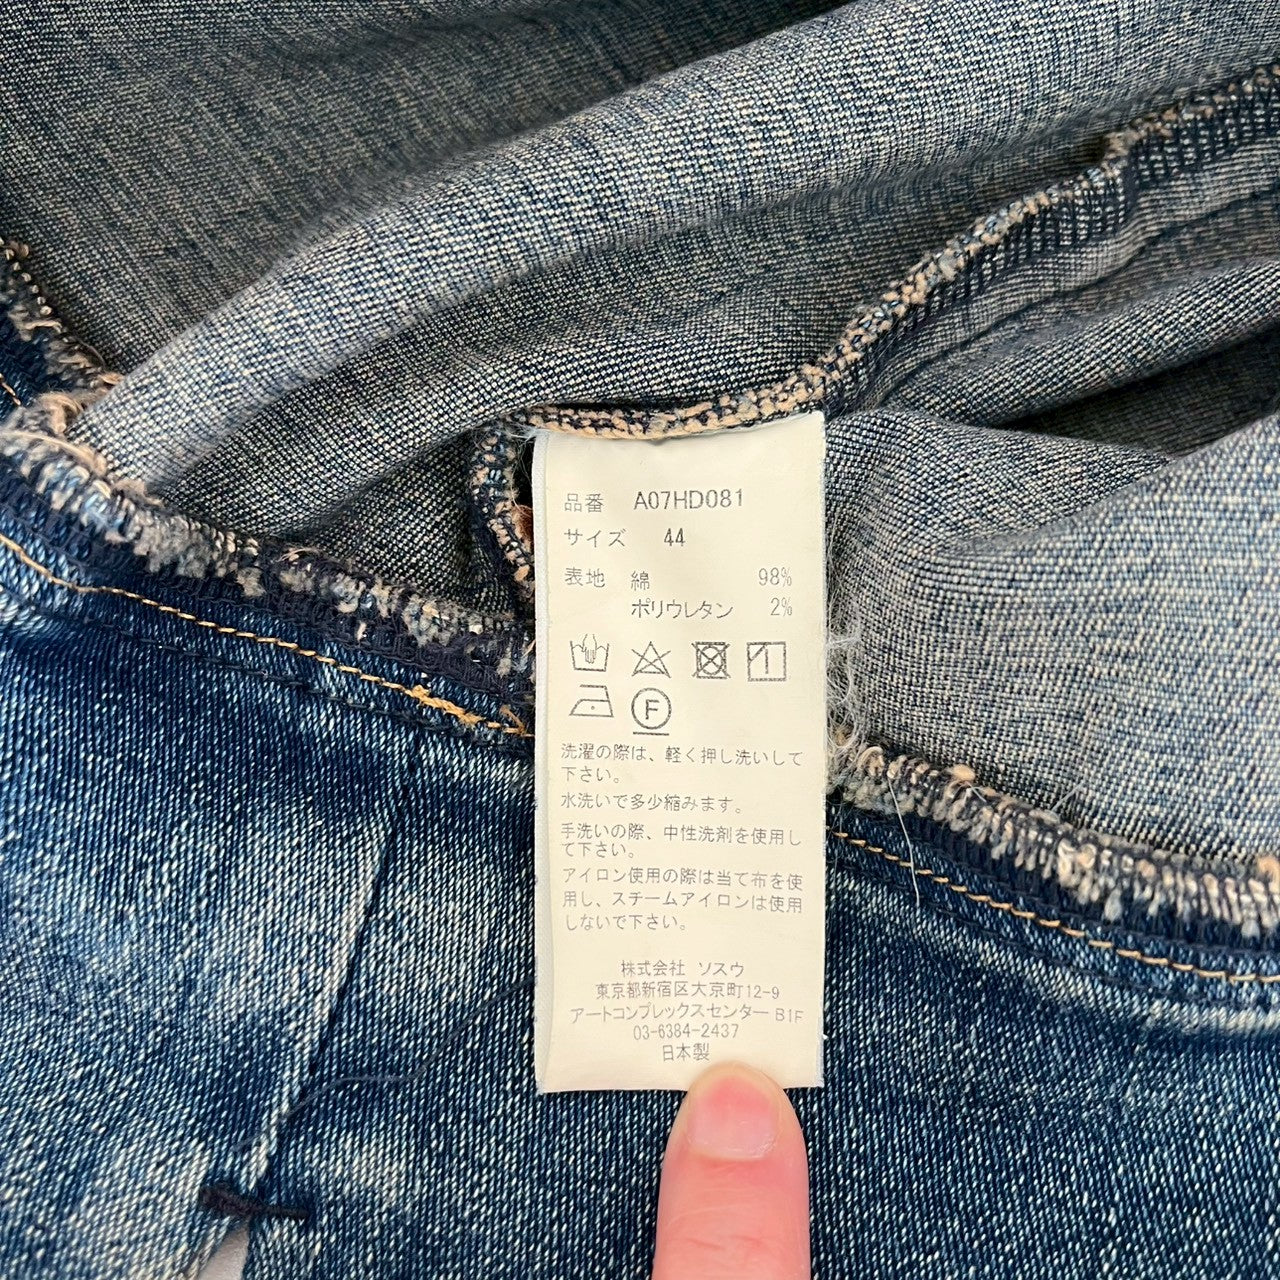 品番 A07HD081
サイズ 44
表地 綿 98%
ポリウレタン 2%
F
洗濯の際は、軽く押し洗いして
下さい。
水洗いで多少縮みます。
手洗いの際、中性洗剤を使用し
て下さい。
アイロン使用の際は当て布を使
用し、スチームアイロンは使用
しないで下さい。
株式会社 ソスウ
東京都新宿区大京町12-9
アートコンプレックスセンター B1F
03-6384-2437
日本製